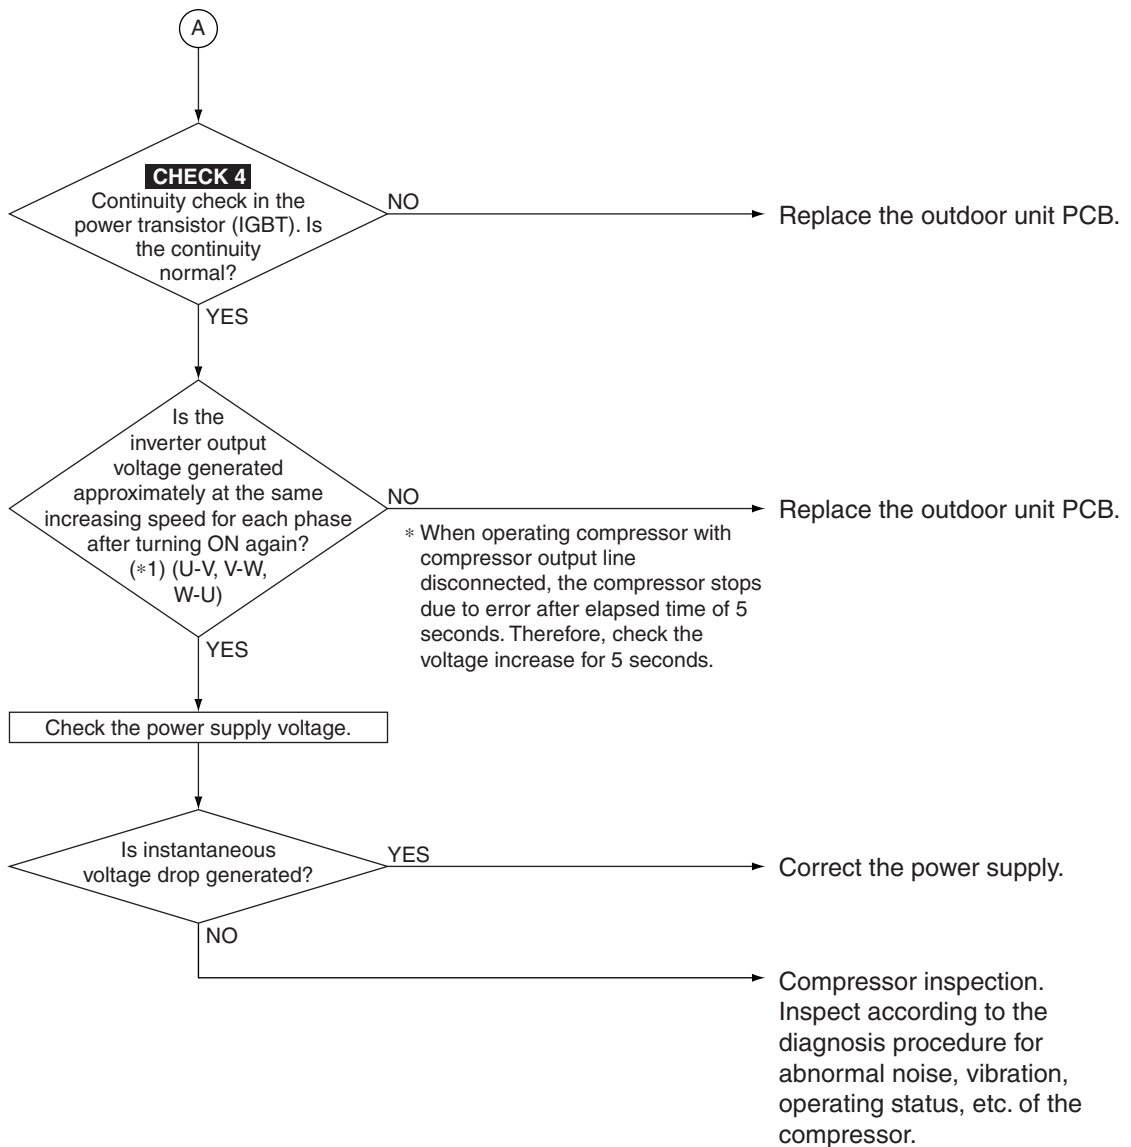 A
CHECK 4
Continuity check in the
power transistor (IGBT). Is
the continuity
normal?
NO
Replace the outdoor unit PCB.
YES
Is the
inverter output
voltage generated
approximately at the same
increasing speed for each phase
after turning ON again?
(*1) (U-V, V-W,
W-U)
NO
Replace the outdoor unit PCB.
* When operating compressor with
compressor output line
disconnected, the compressor stops
due to error after elapsed time of 5
seconds. Therefore, check the
voltage increase for 5 seconds.
YES
Check the power supply voltage.
Is instantaneous
voltage drop generated?
YES
Correct the power supply.
NO
Compressor inspection.
Inspect according to the
diagnosis procedure for
abnormal noise, vibration,
operating status, etc. of the
compressor.